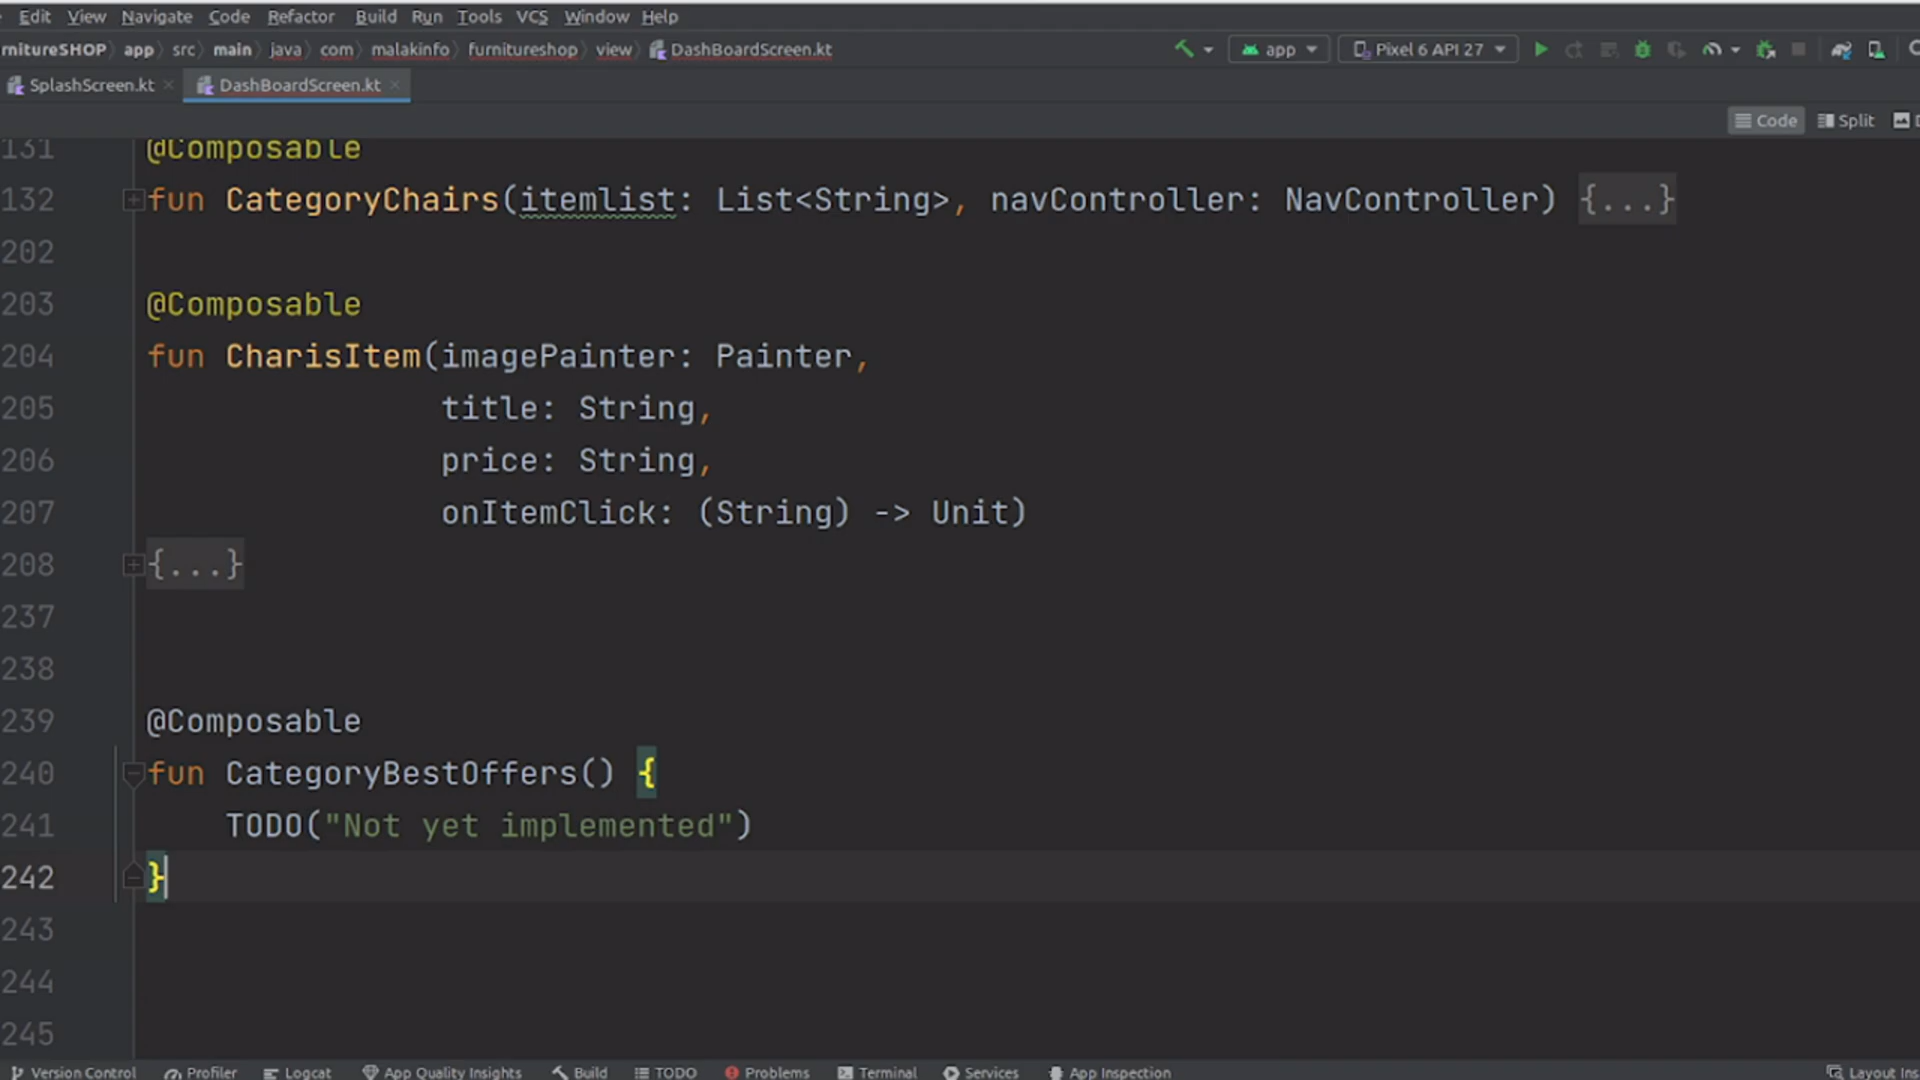 Edit View Navigate Code Refactor Build Run Tools VCS Window Help
rnitureSHOP app src main java com malakinfo furnitureshop view DashBoardScreen.kt app Pixel 6 API 27
SplashScreen.kt DashBoardScreen.kt
Code Split
131 @Composable
132 fun CategoryChairs(itemlist: List<String>, navController: NavController) {...}
202
203 @Composable
204 fun CharisItem(imagePainter: Painter,
205 title: String,
206 price: String,
207 onItemClick: (String) -> Unit)
208 {...}
237
238
239 @Composable
240 fun CategoryBestOffers() {
241 TODO("Not yet implemented")
242 }
243
244
245
Version Control Profiler Logcat App Quality Insights Build TODO Problems Terminal Services App Inspection Layout Ins